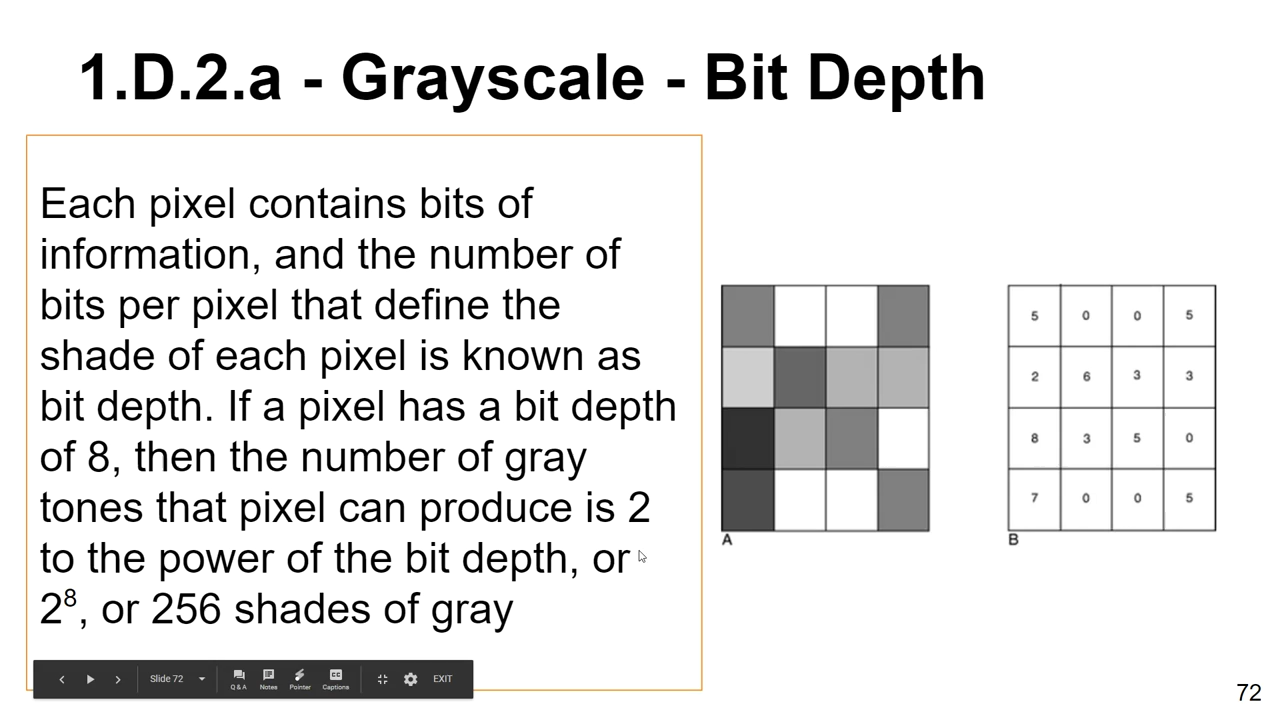 1.D.2.a - Grayscale - Bit Depth
Each pixel contains bits of
information, and the number of
bits per pixel that define the
shade of each pixel is known as
bit depth. If a pixel has a bit depth
of 8, then the number of gray
tones that pixel can produce is 2
to the power of the bit depth, or
2⁸, or 256 shades of gray
A
5 0 0 5
2 6 3 3
8 3 5 0
7 0 0 5
B
Slide 72
Q & A
Notes
Pointer
CC
Captions
EXIT
72